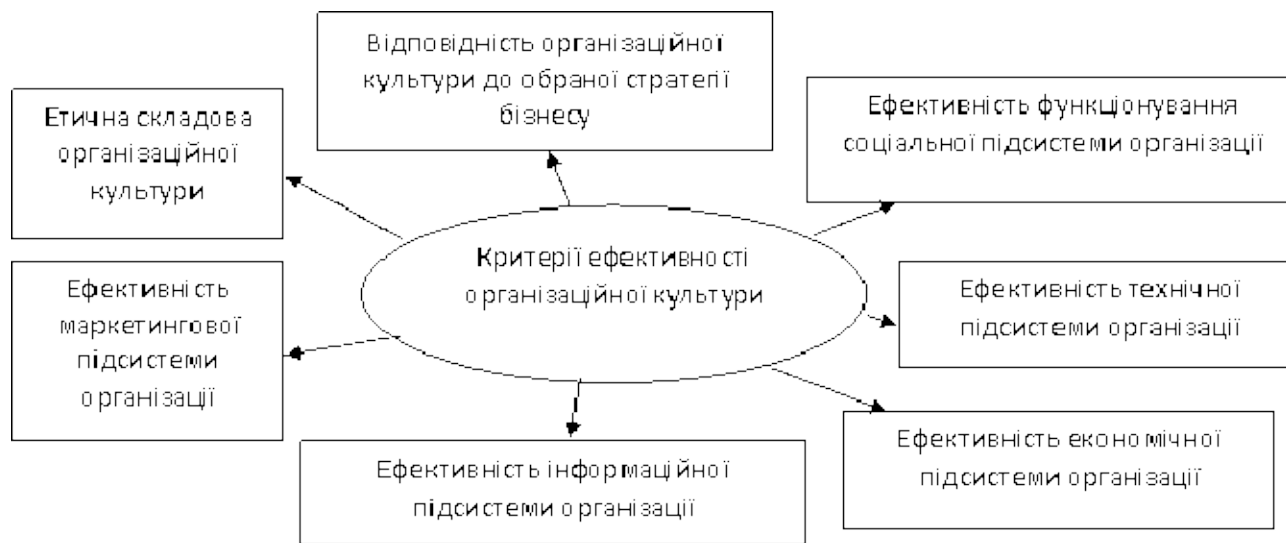 Відповідність організаційної
культури до обраної стратегії
бізнесу
Етична складова
організаційної
культури
Ефективність функціонування
соціальної підсистеми організації
Критерії ефективності
організаційної культури
Ефективність
маркетингової
підсистеми
організації
Ефективність технічної
підсистеми організації
Ефективність економічної
підсистеми організації
Ефективність інформаційної
підсистеми організації